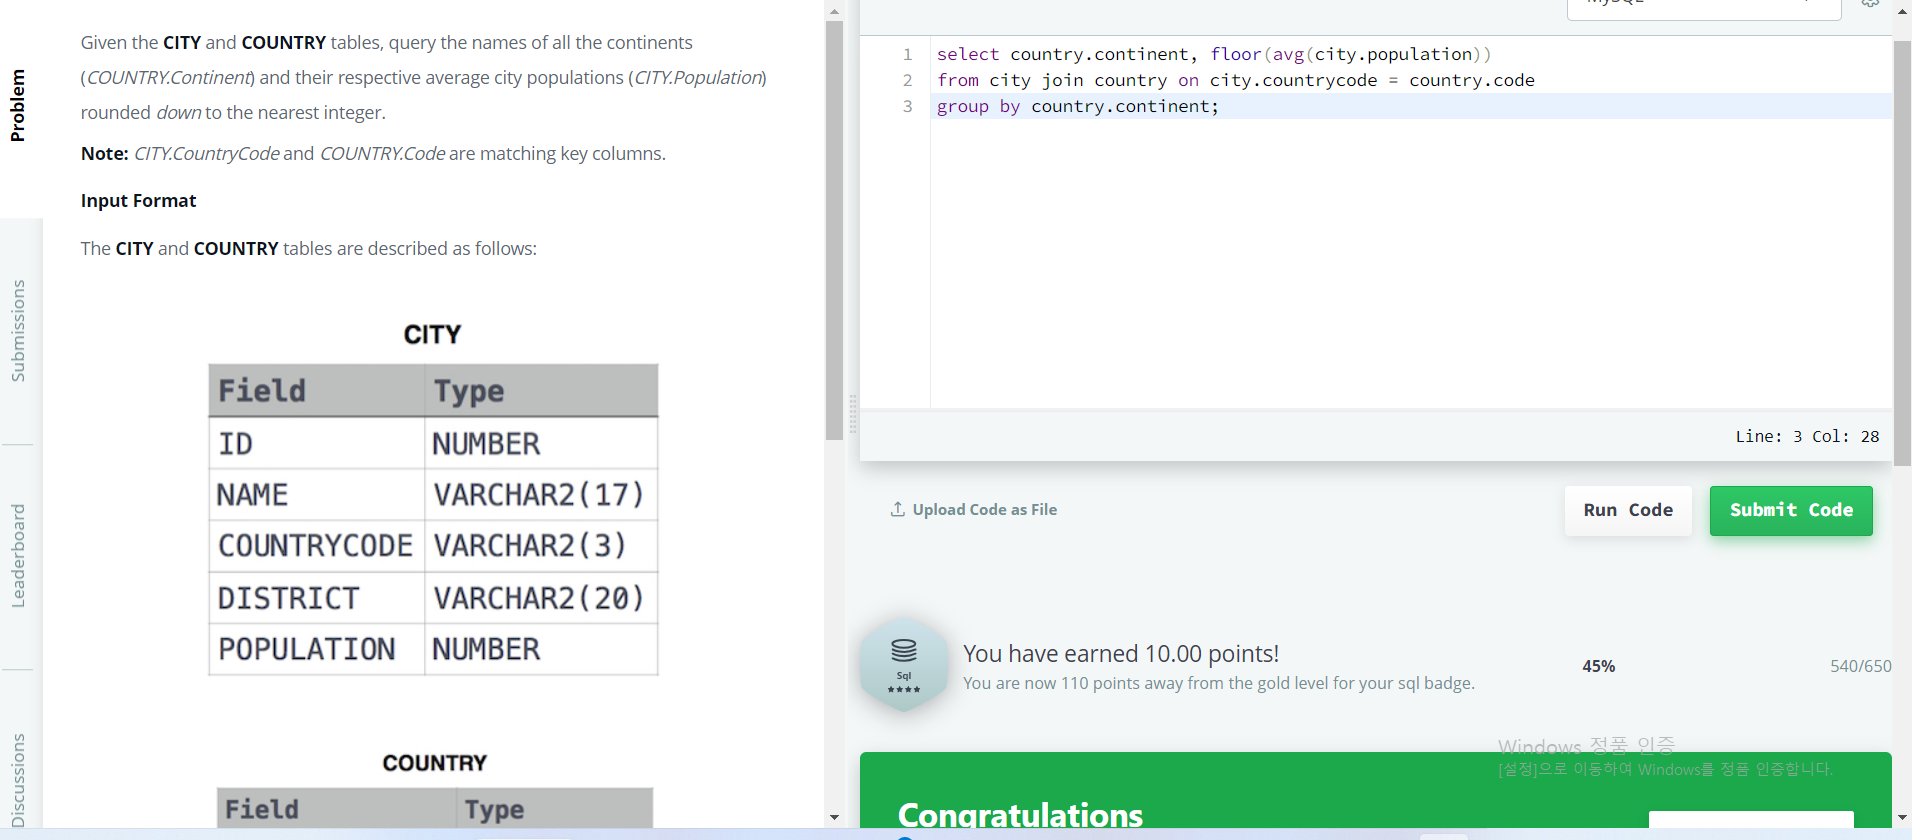 Problem
Submissions
Leaderboard
Discussions
Given the CITY and COUNTRY tables, query the names of all the continents
(COUNTRY.Continent) and their respective average city populations (CITY.Population)
rounded down to the nearest integer.
Note: CITY.CountryCode and COUNTRY.Code are matching key columns.
Input Format
The CITY and COUNTRY tables are described as follows:
CITY
Field Type
ID NUMBER
NAME VARCHAR2(17)
COUNTRYCODE VARCHAR2(3)
DISTRICT VARCHAR2(20)
POPULATION NUMBER
COUNTRY
Field Type
MySQL
1 select country.continent, floor(avg(city.population))
2 from city join country on city.countrycode = country.code
3 group by country.continent;
Line: 3 Col: 28
Upload Code as File
Run Code
Submit Code
Sql
You have earned 10.00 points!
You are now 110 points away from the gold level for your sql badge.
45%
540/650
Windows 정품 인증
[설정]으로 이동하여 Windows를 정품 인증합니다.
Congratulations